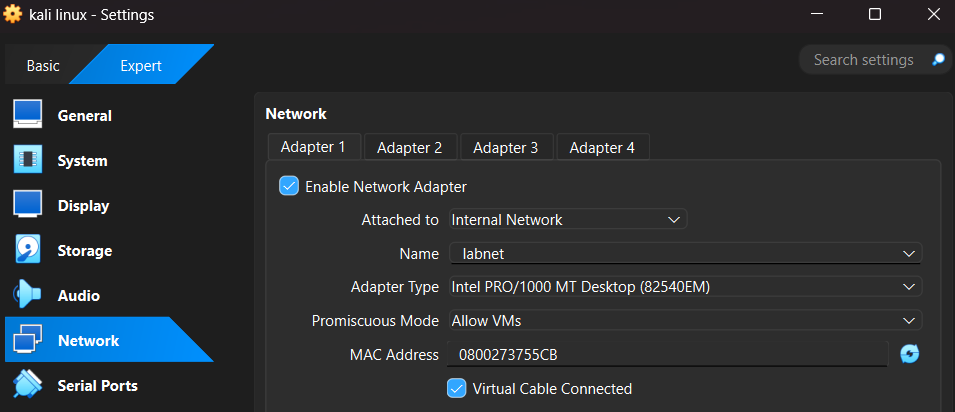 kali linux - Settings
Basic
Expert
Search settings
General
System
Display
Storage
Audio
Network
Serial Ports
Network
Adapter 1
Adapter 2
Adapter 3
Adapter 4
Enable Network Adapter
Attached to Internal Network
Name labnet
Adapter Type Intel PRO/1000 MT Desktop (82540EM)
Promiscuous Mode Allow VMs
MAC Address 0800273755CB
Virtual Cable Connected